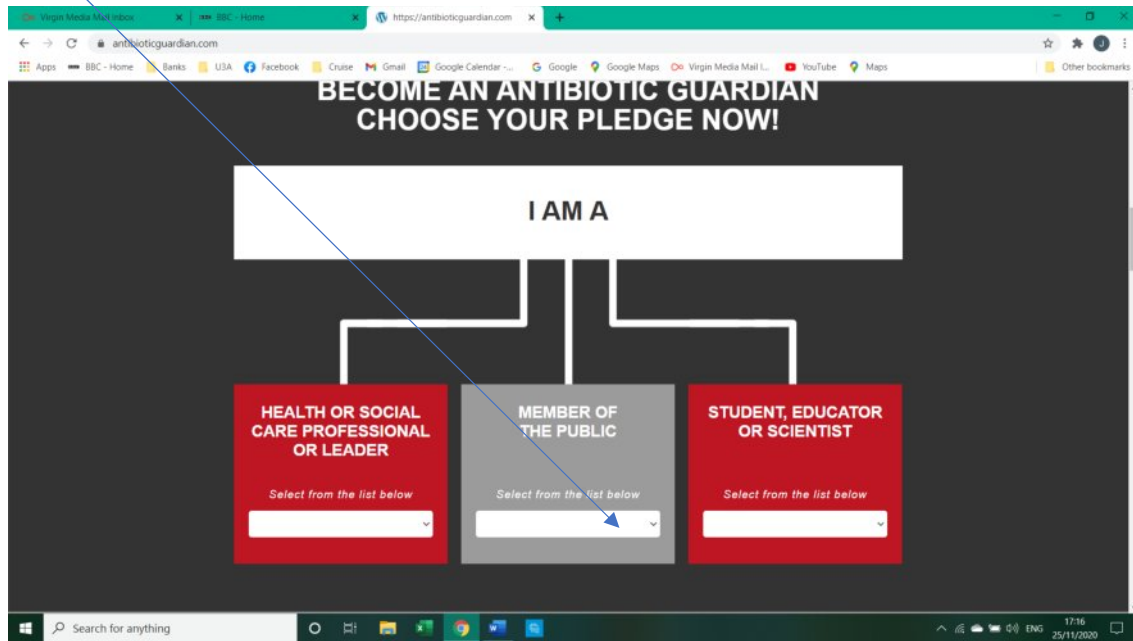 Virgin Media Mail Inbox
BBC - Home
https://antibioticguardian.com
antibioticguardian.com
Apps
BBC - Home
Banks
U3A
Facebook
Cruise
Gmail
Google Calendar -...
Google
Google Maps
Virgin Media Mail I...
YouTube
Maps
Other bookmarks
BECOME AN ANTIBIOTIC GUARDIAN
CHOOSE YOUR PLEDGE NOW!
I AM A
HEALTH OR SOCIAL
CARE PROFESSIONAL
OR LEADER
Select from the list below
MEMBER OF
THE PUBLIC
Select from the list below
STUDENT, EDUCATOR
OR SCIENTIST
Select from the list below
Search for anything
ENG
17:16
25/11/2020